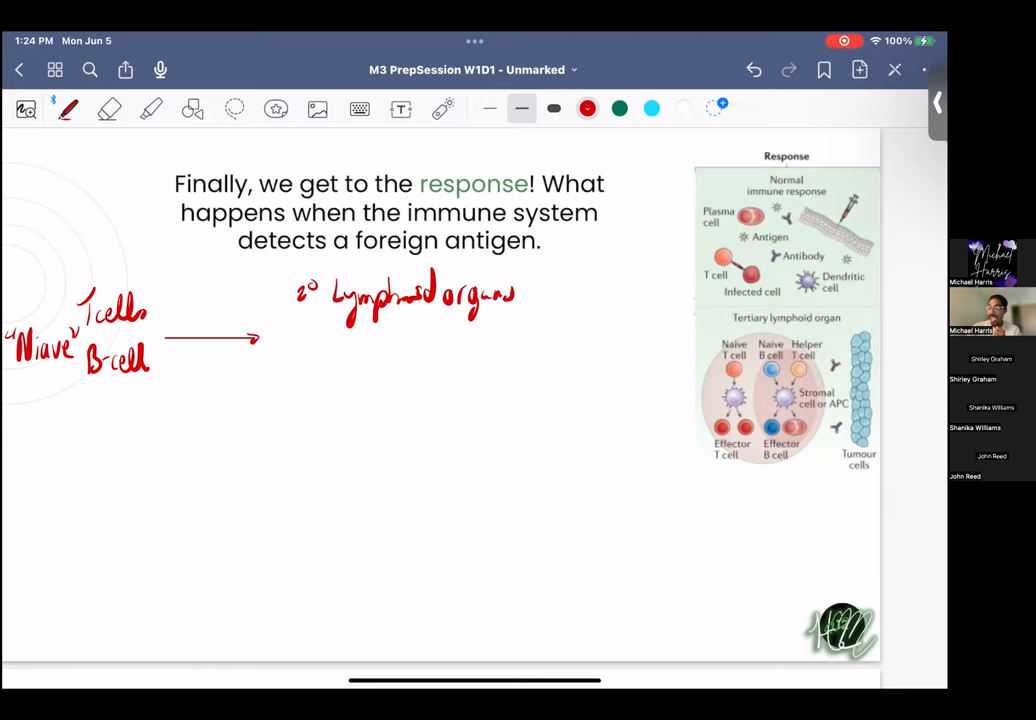 1:24 PM Mon Jun 5
100%
M3 PrepSession W1D1 - Unmarked
Finally, we get to the response! What
happens when the immune system
detects a foreign antigen.
2° Lymphoid organs
T cells
"Niave"
B-cell
Response
Normal
immune response
Plasma
cell
Antigen
Antibody
T cell
Dendritic
cell
Infected cell
Tertiary lymphoid organ
Naive
T cell
Naive
B cell
Helper
T cell
Stromal
cell or APC
Effector
T cell
Effector
B cell
Tumour
cells
Michael
Harris
Michael Harris
Michael Harris
Shirley Graham
Shirley Graham
Shanika Williams
Shanika Williams
John Reed
John Reed